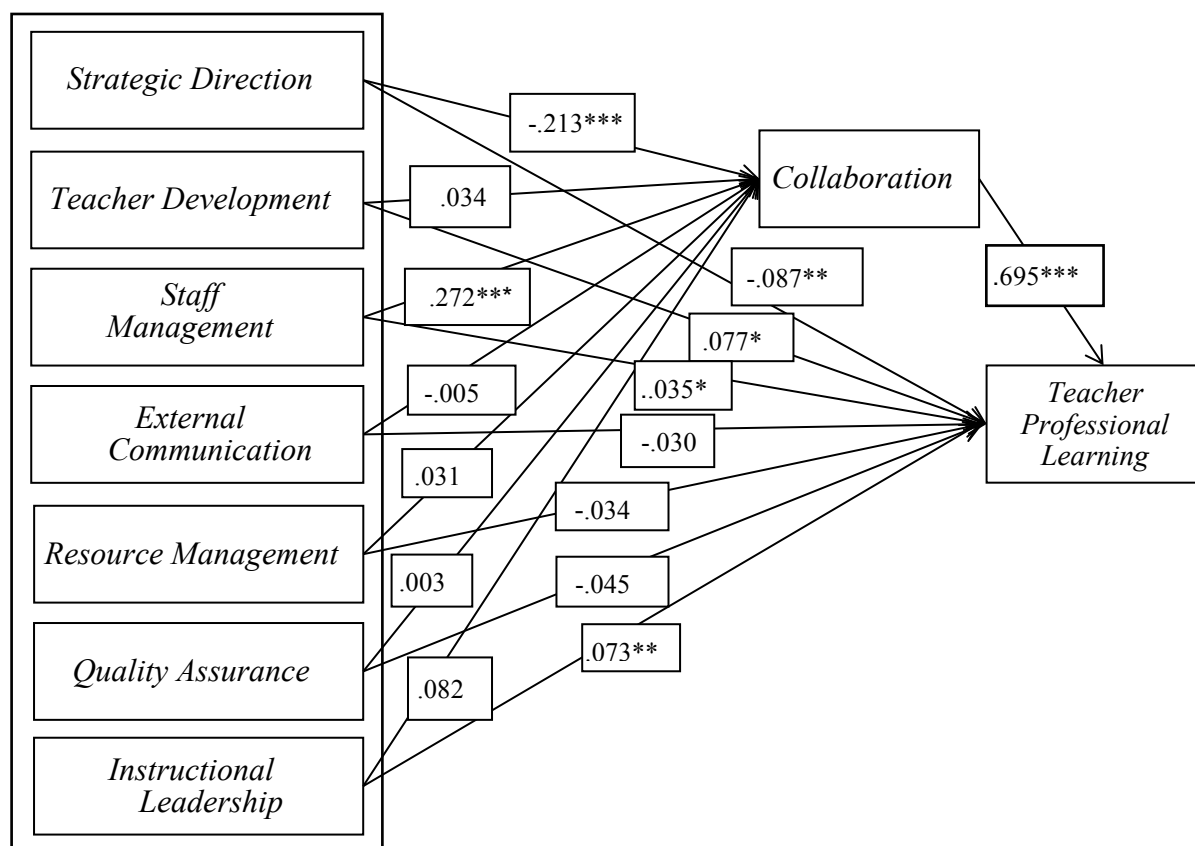 Strategic Direction
-.213***
Collaboration
Teacher Development
.034
-.087**
.695***
Staff
Management
.272***
.077*
..035*
External
Communication
-.005
-.030
Teacher
Professional
Learning
.031
-.034
Resource Management
.003
-.045
Quality Assurance
.073**
.082
Instructional
Leadership